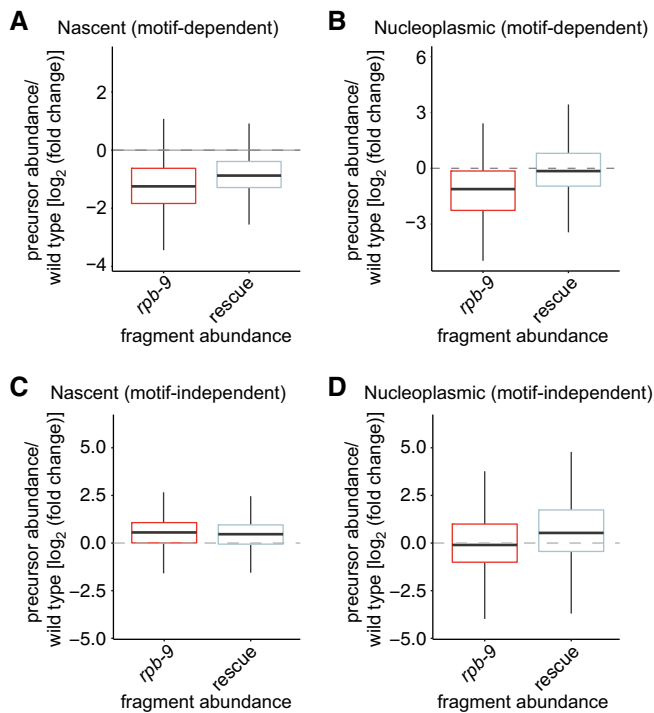 A
Nascent (motif-dependent)
precursor abundance/
wild type [log2 (fold change)]
2
0
−2
−4
rpb-9
rescue
fragment abundance
B
Nucleoplasmic (motif-dependent)
precursor abundance/
wild type [log2 (fold change)]
6
3
0
−3
rpb-9
rescue
fragment abundance
C
Nascent (motif-independent)
precursor abundance/
wild type [log2 (fold change)]
5.0
2.5
0.0
−2.5
−5.0
rpb-9
rescue
fragment abundance
D
Nucleoplasmic (motif-independent)
precursor abundance/
wild type [log2 (fold change)]
5.0
2.5
0.0
−2.5
−5.0
rpb-9
rescue
fragment abundance